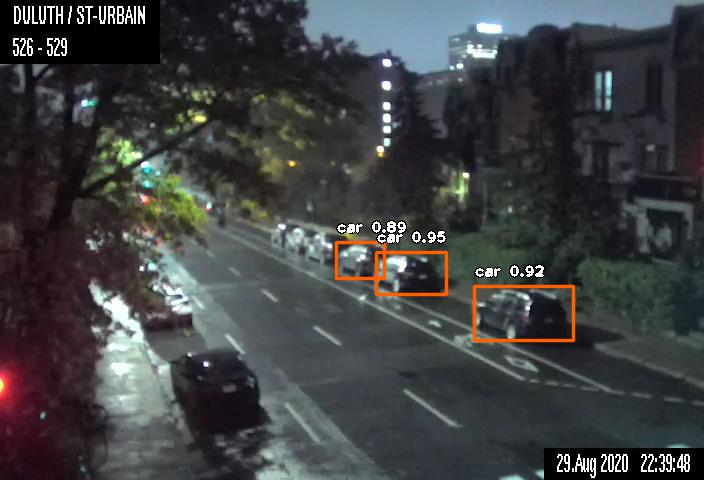 DULUTH / ST-URBAIN
526 - 529
car 0.89
car 0.95
car 0.92
29.Aug 2020 22:39:48